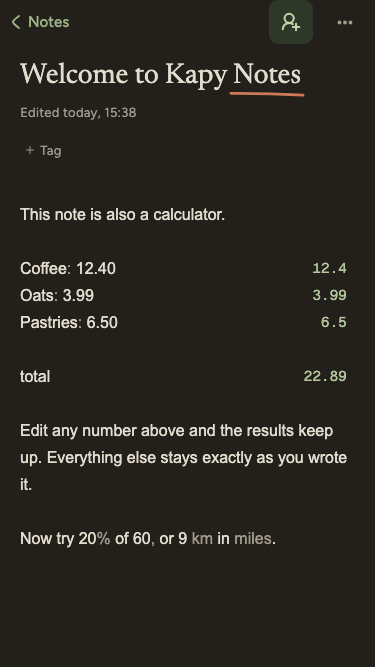 Notes
Welcome to Kapy Notes
Edited today, 15:38
+ Tag
This note is also a calculator.
Coffee: 12.40 12.4
Oats: 3.99 3.99
Pastries: 6.50 6.5
total 22.89
Edit any number above and the results keep
up. Everything else stays exactly as you wrote
it.
Now try 20% of 60, or 9 km in miles.